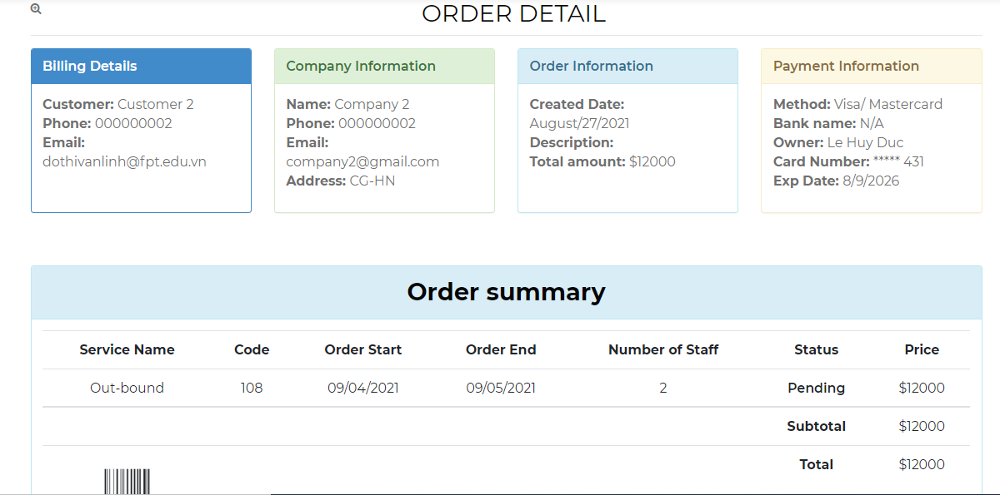 ORDER DETAIL
Billing Details
Customer: Customer 2
Phone: 000000002
Email:
dothivanlinh@fpt.edu.vn
Company Information
Name: Company 2
Phone: 000000002
Email:
company2@gmail.com
Address: CG-HN
Order Information
Created Date:
August/27/2021
Description:
Total amount: $12000
Payment Information
Method: Visa/ Mastercard
Bank name: N/A
Owner: Le Huy Duc
Card Number: ***** 431
Exp Date: 8/9/2026
Order summary
Service Name Code Order Start Order End Number of Staff Status Price
Out-bound 108 09/04/2021 09/05/2021 2 Pending $12000
Subtotal $12000
Total $12000